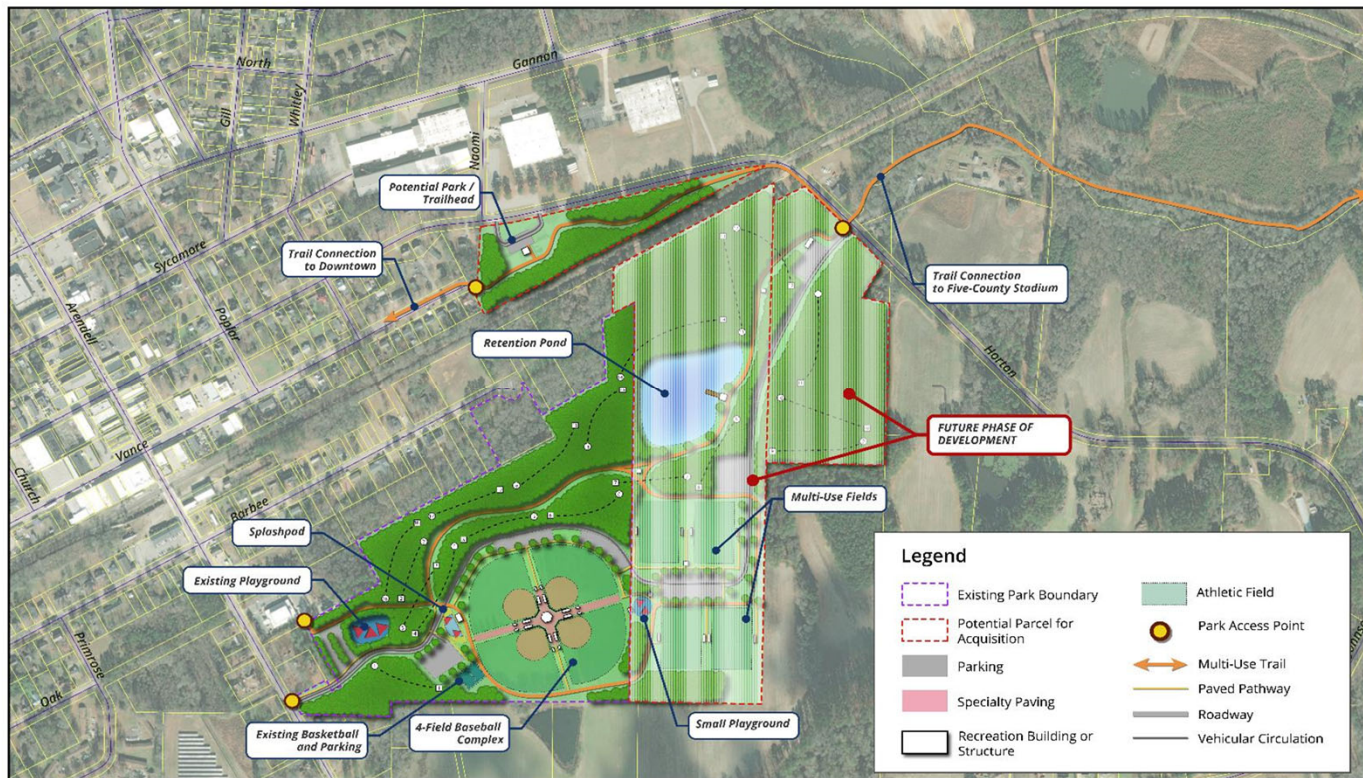 North
Gannon
Gill
Whitley
Naomi
Potential Park /
Trailhead
Trail Connection
to Downtown
Sycamore
Trail Connection
to Five-County Stadium
Arendell
Poplar
Retention Pond
Horton
FUTURE PHASE OF
DEVELOPMENT
Vance
Church
Barbee
Multi-Use Fields
Splashpad
Existing Playground
Primrose
Oak
Existing Basketball
and Parking
4-Field Baseball
Complex
Small Playground
Legend
Existing Park Boundary
Potential Parcel for
Acquisition
Parking
Specialty Paving
Recreation Building or
Structure
Athletic Field
Park Access Point
Multi-Use Trail
Paved Pathway
Roadway
Vehicular Circulation